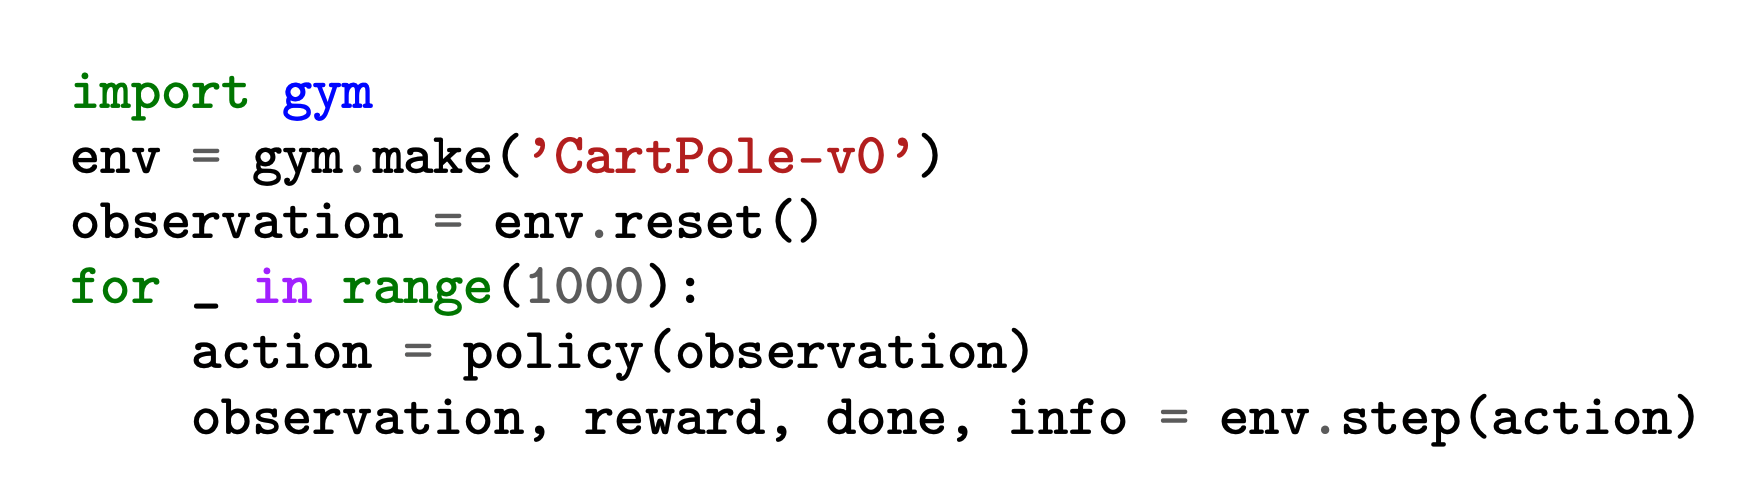 import gym
env = gym.make(’CartPole-v0’)
observation = env.reset()
for _ in range(1000):
    action = policy(observation)
    observation, reward, done, info = env.step(action)